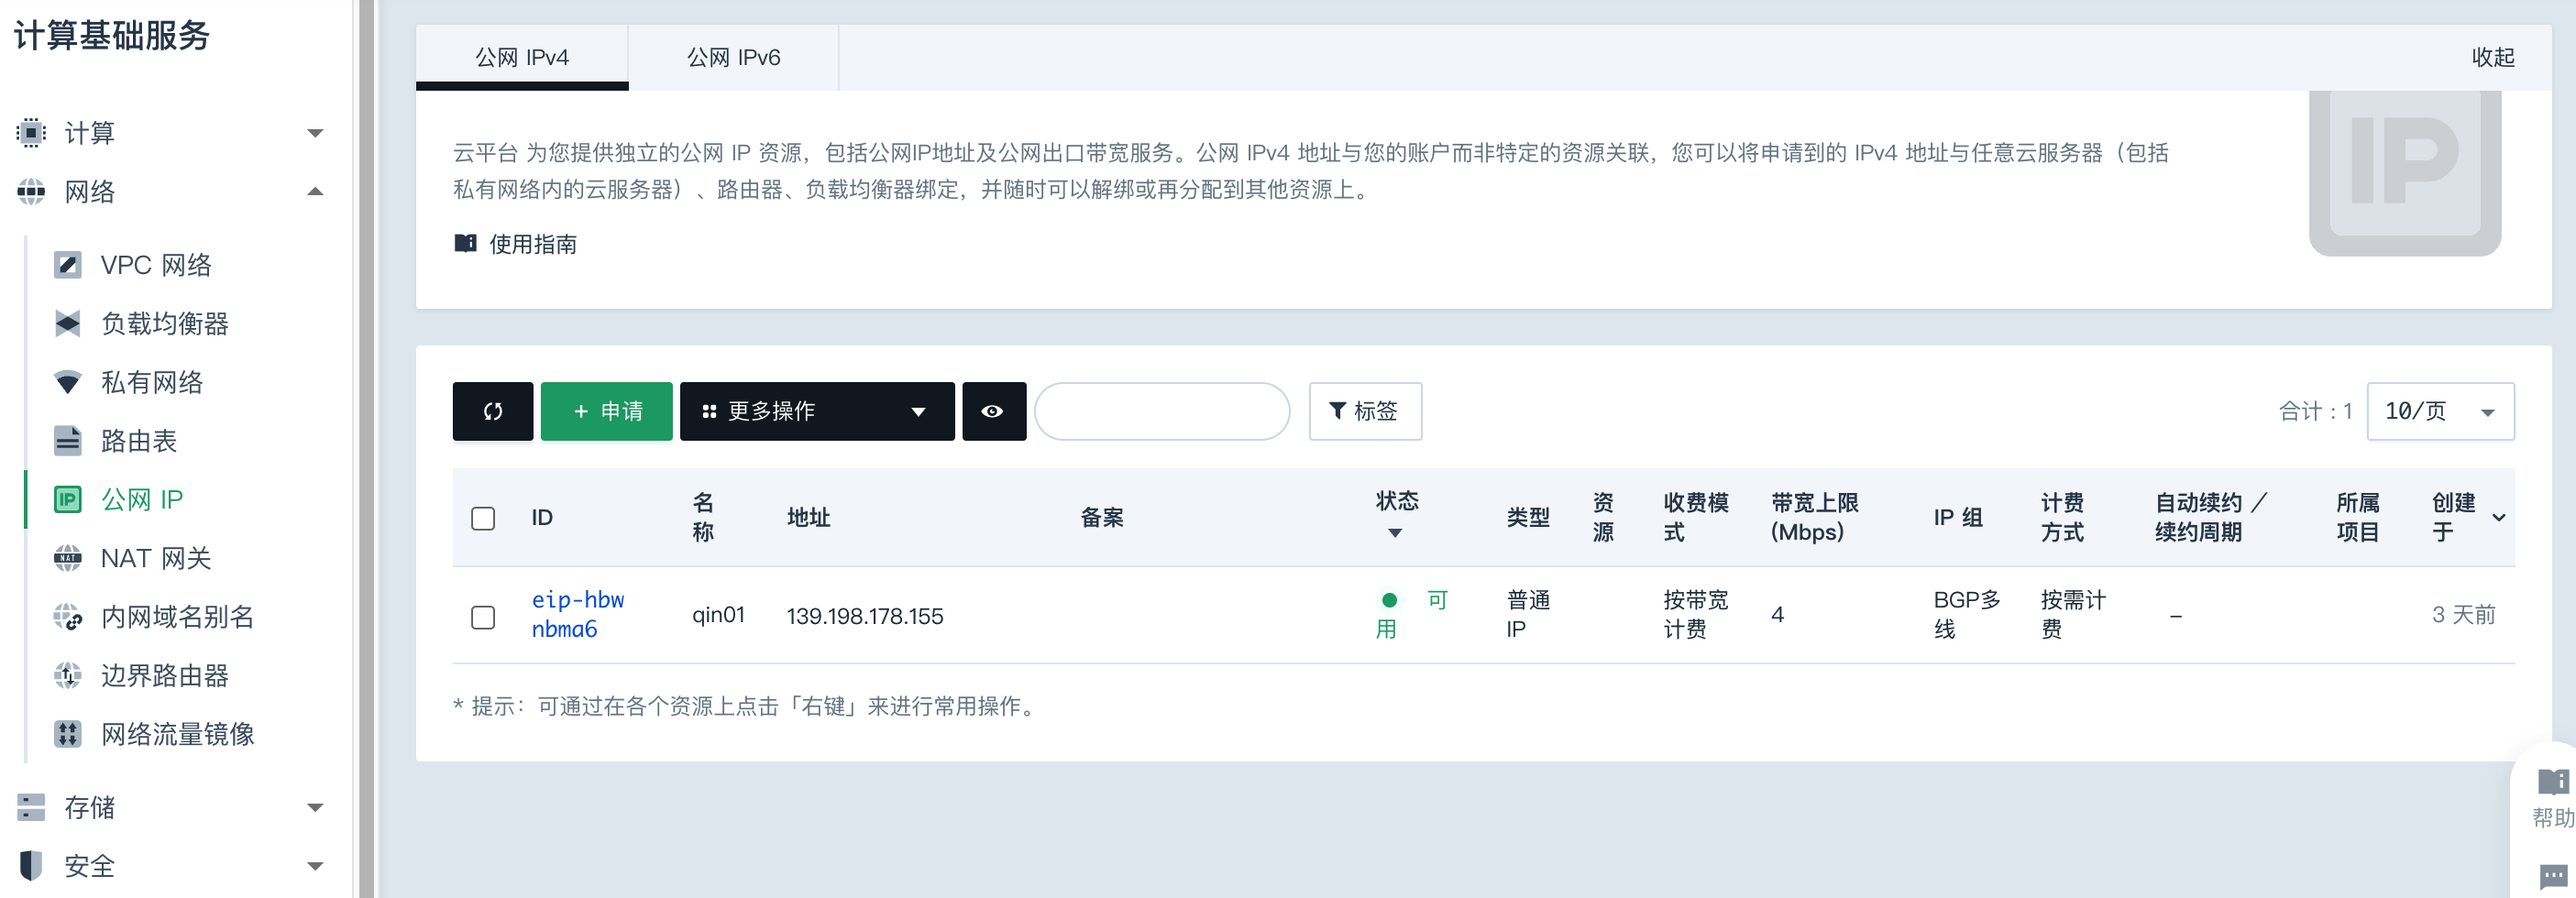 计算基础服务
计算
网络
VPC 网络
负载均衡器
私有网络
路由表
IP
公网 IP
NAT
NAT 网关
内网域名别名
边界路由器
网络流量镜像
存储
安全
公网 IPv4
公网 IPv6
收起
云平台 为您提供独立的公网 IP 资源，包括公网IP地址及公网出口带宽服务。公网 IPv4 地址与您的账户而非特定的资源关联，您可以将申请到的 IPv4 地址与任意云服务器（包括
私有网络内的云服务器）、路由器、负载均衡器绑定，并随时可以解绑或再分配到其他资源上。
使用指南
IP
+ 申请
更多操作
标签
合计：1
10/页
ID
名
称
地址
备案
状态
类型
资
源
收费模
式
带宽上限
(Mbps)
IP 组
计费
方式
自动续约 ／
续约周期
所属
项目
创建
于
eip-hbw
nbma6
qin01
139.198.178.155
可
用
普通
IP
按带宽
计费
4
BGP多
线
按需计
费
–
3 天前
* 提示：可通过在各个资源上点击「右键」来进行常用操作。
帮助